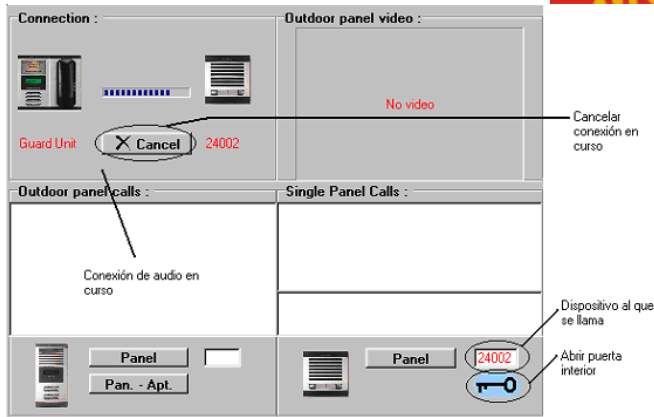 Connection :
Outdoor panel video :
No video
Cancelar
conexión en
curso
Guard Unit
Cancel
24002
Outdoor panel calls :
Single Panel Calls :
Conexión de audio en
curso
Dispositivo al que
se llama
Panel
Panel
24002
Abrir puerta
interior
Pan. - Apt.